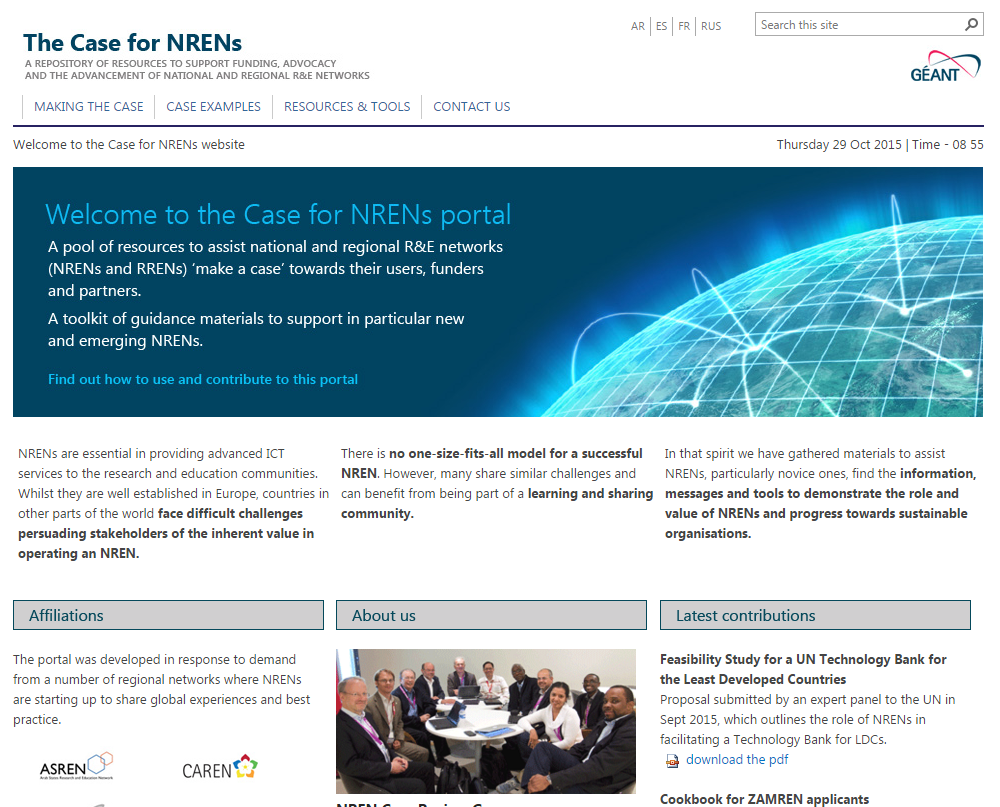 AR ES FR RUS
Search this site
The Case for NRENs
A REPOSITORY OF RESOURCES TO SUPPORT FUNDING, ADVOCACY
AND THE ADVANCEMENT OF NATIONAL AND REGIONAL R&E NETWORKS
GÉANT
MAKING THE CASE
CASE EXAMPLES
RESOURCES & TOOLS
CONTACT US
Welcome to the Case for NRENs website
Thursday 29 Oct 2015 | Time - 08 55
Welcome to the Case for NRENs portal
A pool of resources to assist national and regional R&E networks
(NRENs and RRENs) ‘make a case’ towards their users, funders
and partners.
A toolkit of guidance materials to support in particular new
and emerging NRENs.
Find out how to use and contribute to this portal
NRENs are essential in providing advanced ICT
services to the research and education communities.
Whilst they are well established in Europe, countries in
other parts of the world face difficult challenges
persuading stakeholders of the inherent value in
operating an NREN.
There is no one-size-fits-all model for a successful
NREN. However, many share similar challenges and
can benefit from being part of a learning and sharing
community.
In that spirit we have gathered materials to assist
NRENs, particularly novice ones, find the information,
messages and tools to demonstrate the role and
value of NRENs and progress towards sustainable
organisations.
Affiliations
The portal was developed in response to demand
from a number of regional networks where NRENs
are starting up to share global experiences and best
practice.
ASREN
Arab States Research and Education Network
CAREN
About us
Latest contributions
Feasibility Study for a UN Technology Bank for
the Least Developed Countries
Proposal submitted by an expert panel to the UN in
Sept 2015, which outlines the role of NRENs in
facilitating a Technology Bank for LDCs.
download the pdf
Cookbook for ZAMREN applicants